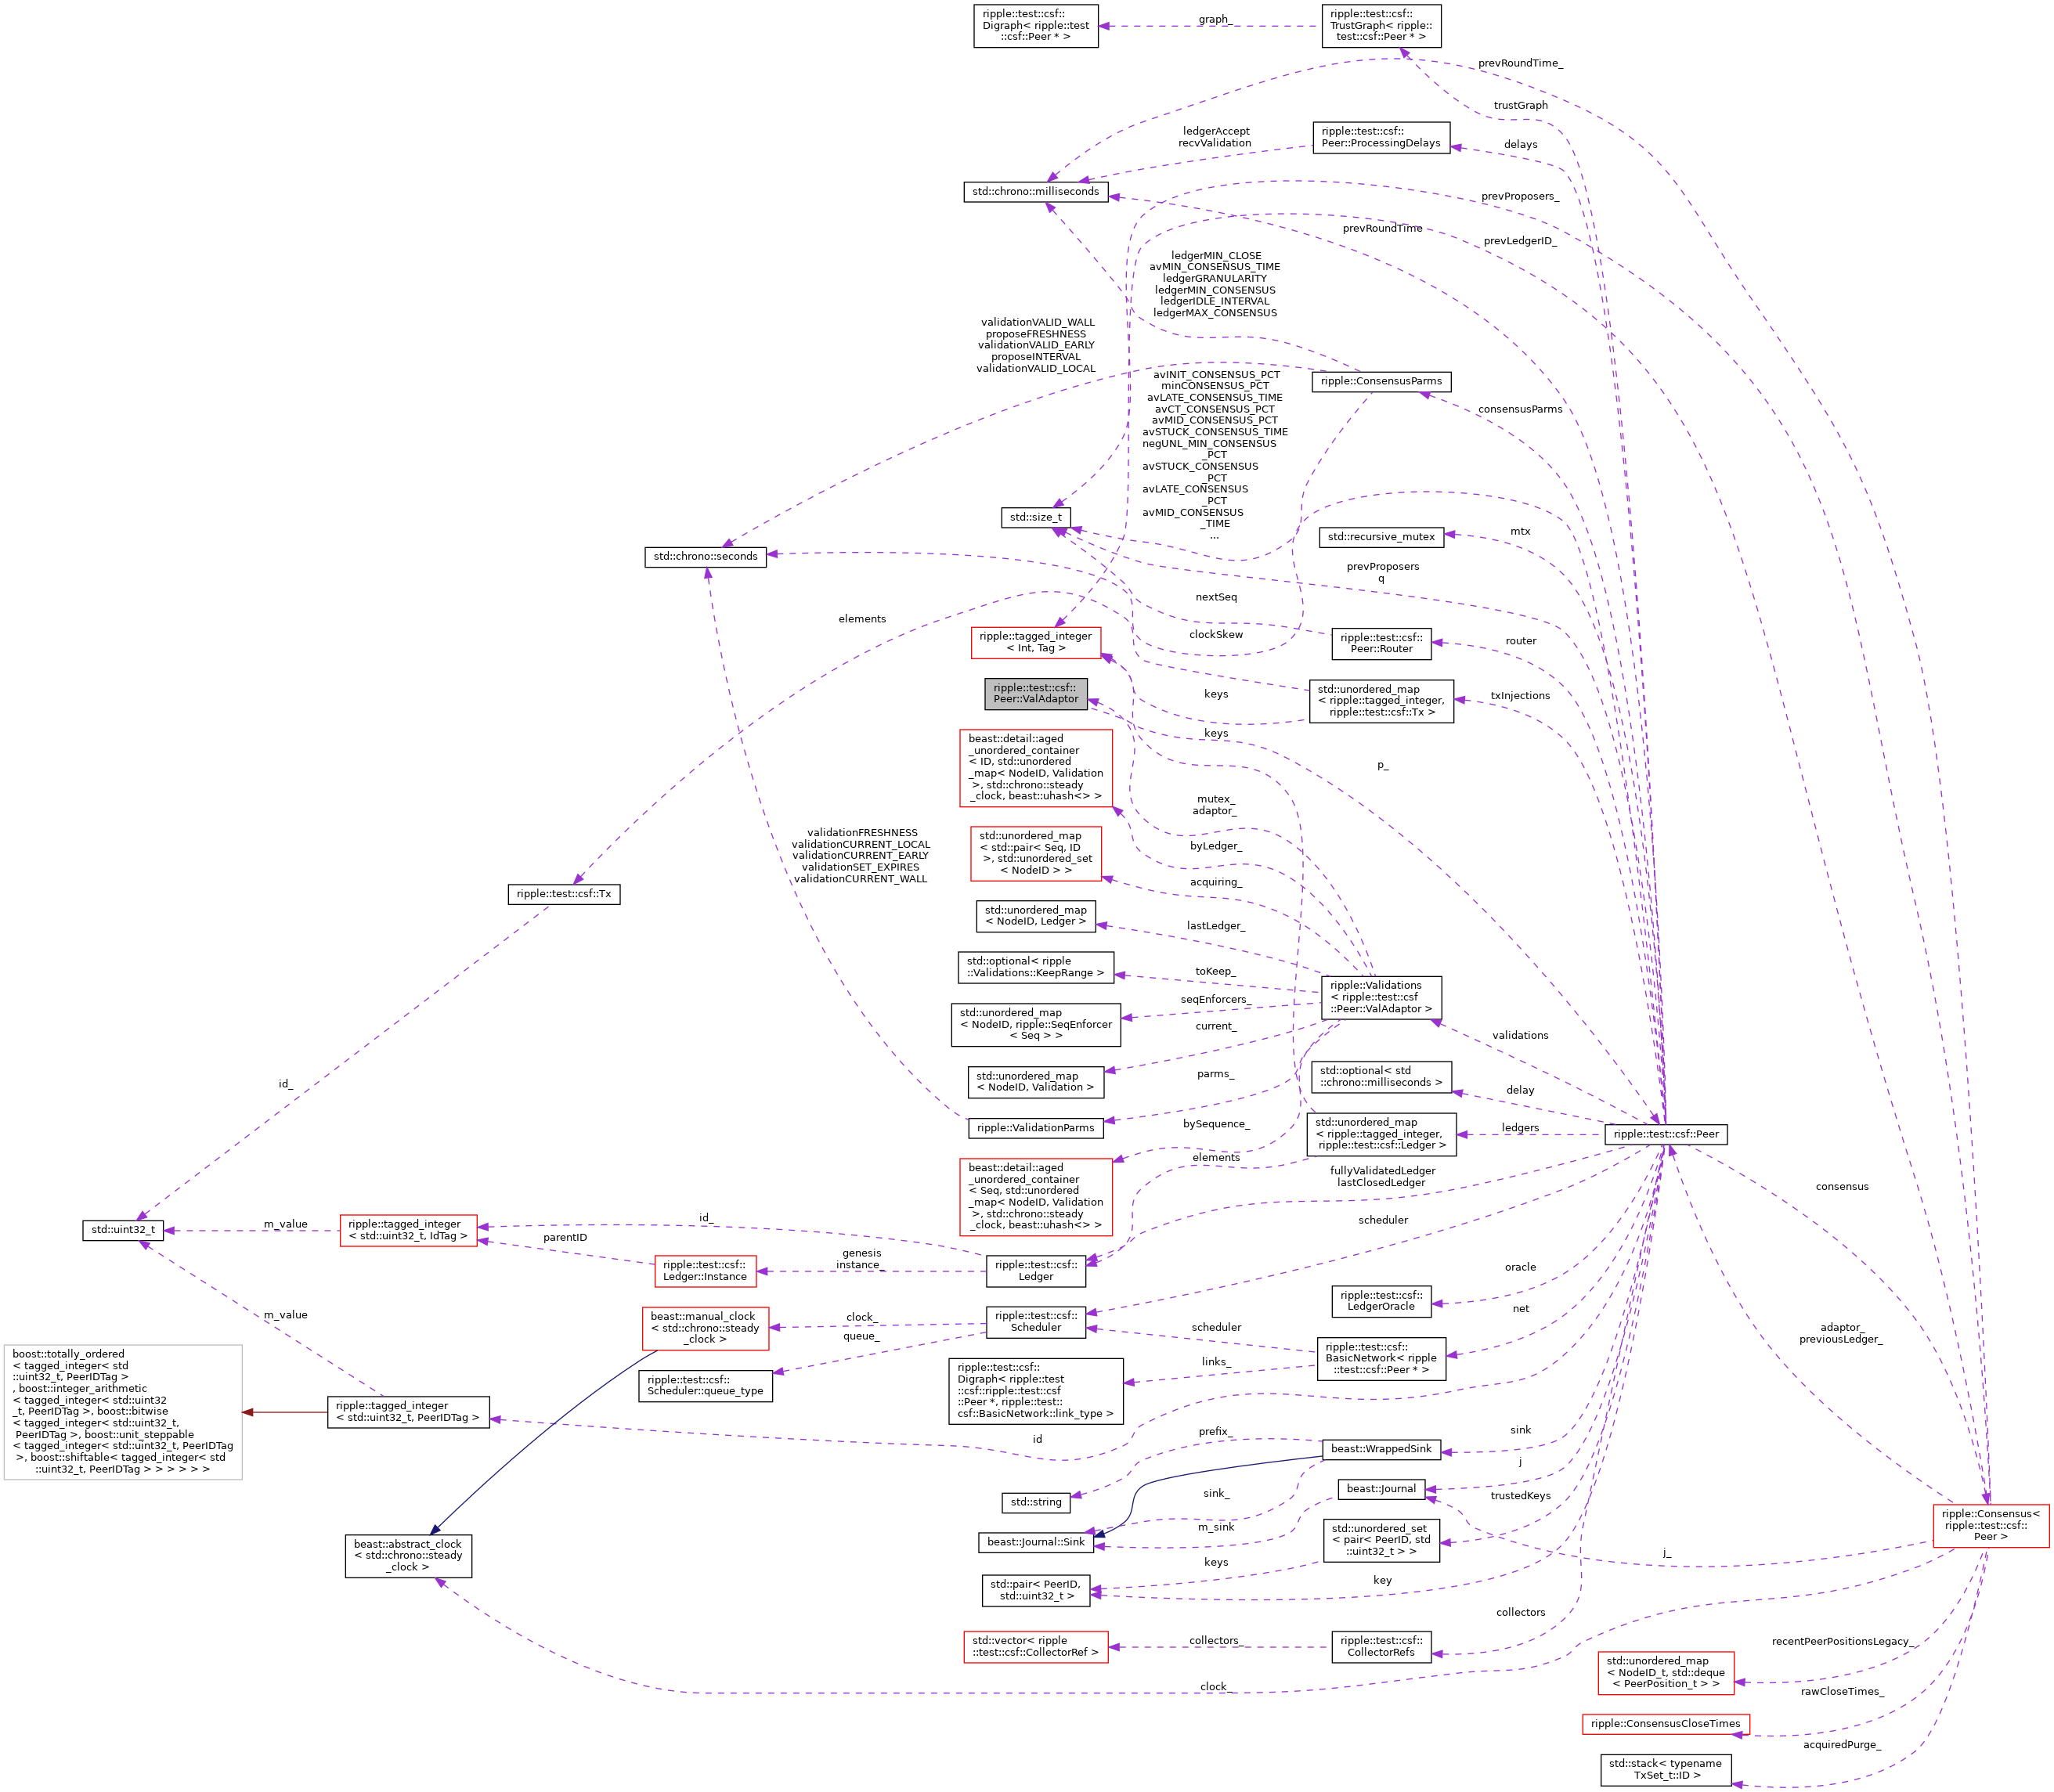 ripple::test::csf::
Digraph< ripple::test
::csf::Peer * >
graph_
ripple::test::csf::
TrustGraph< ripple::
test::csf::Peer * >
prevRoundTime_
trustGraph
ledgerAccept
recvValidation
ripple::test::csf::
Peer::ProcessingDelays
delays
std::chrono::milliseconds
prevProposers_
prevRoundTime
prevLedgerID_
ledgerMIN_CLOSE
avMIN_CONSENSUS_TIME
ledgerGRANULARITY
ledgerMIN_CONSENSUS
ledgerIDLE_INTERVAL
ledgerMAX_CONSENSUS
validationVALID_WALL
proposeFRESHNESS
validationVALID_EARLY
proposeINTERVAL
validationVALID_LOCAL
ripple::ConsensusParms
consensusParms
avINIT_CONSENSUS_PCT
minCONSENSUS_PCT
avLATE_CONSENSUS_TIME
avCT_CONSENSUS_PCT
avMID_CONSENSUS_PCT
avSTUCK_CONSENSUS_TIME
negUNL_MIN_CONSENSUS
_PCT
avSTUCK_CONSENSUS
_PCT
avLATE_CONSENSUS
_PCT
avMID_CONSENSUS
_TIME
...
std::size_t
std::recursive_mutex
mtx
std::chrono::seconds
prevProposers
q
nextSeq
elements
ripple::tagged_integer
< Int, Tag >
clockSkew
ripple::test::csf::
Peer::Router
router
ripple::test::csf::
Peer::ValAdaptor
keys
std::unordered_map
< ripple::tagged_integer,
ripple::test::csf::Tx >
txInjections
keys
p_
beast::detail::aged
_unordered_container
< ID, std::unordered
_map< NodeID, Validation
>, std::chrono::steady
_clock, beast::uhash<> >
mutex_
adaptor_
byLedger_
std::unordered_map
< std::pair< Seq, ID
>, std::unordered_set
< NodeID > >
validationFRESHNESS
validationCURRENT_LOCAL
validationCURRENT_EARLY
validationSET_EXPIRES
validationCURRENT_WALL
acquiring_
ripple::test::csf::Tx
std::unordered_map
< NodeID, Ledger >
lastLedger_
std::optional< ripple
::Validations::KeepRange >
toKeep_
ripple::Validations
< ripple::test::csf
::Peer::ValAdaptor >
std::unordered_map
< NodeID, ripple::SeqEnforcer
< Seq > >
seqEnforcers_
current_
validations
id_
std::unordered_map
< NodeID, Validation >
parms_
std::optional< std
::chrono::milliseconds >
delay
ripple::ValidationParms
bySequence_
std::unordered_map
< ripple::tagged_integer,
ripple::test::csf::Ledger >
ledgers
ripple::test::csf::Peer
beast::detail::aged
_unordered_container
< Seq, std::unordered
_map< NodeID, Validation
>, std::chrono::steady
_clock, beast::uhash<> >
elements
fullyValidatedLedger
lastClosedLedger
consensus
std::uint32_t
m_value
ripple::tagged_integer
< std::uint32_t, IdTag >
id_
parentID
ripple::test::csf::
Ledger::Instance
genesis
instance_
ripple::test::csf::
Ledger
scheduler
oracle
ripple::test::csf::
LedgerOracle
m_value
beast::manual_clock
< std::chrono::steady
_clock >
clock_
queue_
ripple::test::csf::
Scheduler
scheduler
net
adaptor_
previousLedger_
boost::totally_ordered
< tagged_integer< std
::uint32_t, PeerIDTag >
, boost::integer_arithmetic
< tagged_integer< std::uint32
_t, PeerIDTag >, boost::bitwise
< tagged_integer< std::uint32_t,
PeerIDTag >, boost::unit_steppable
< tagged_integer< std::uint32_t, PeerIDTag
>, boost::shiftable< tagged_integer< std
::uint32_t, PeerIDTag > > > > > >
ripple::tagged_integer
< std::uint32_t, PeerIDTag >
ripple::test::csf::
Scheduler::queue_type
ripple::test::csf::
Digraph< ripple::test
::csf::ripple::test::csf
::Peer *, ripple::test::
csf::BasicNetwork::link_type >
links_
ripple::test::csf::
BasicNetwork< ripple
::test::csf::Peer * >
id
prefix_
beast::WrappedSink
sink
j
std::string
sink_
beast::Journal
trustedKeys
beast::Journal::Sink
m_sink
std::unordered_set
< pair< PeerID, std
::uint32_t > >
ripple::Consensus<
ripple::test::csf::
Peer >
j_
beast::abstract_clock
< std::chrono::steady
_clock >
std::pair< PeerID,
std::uint32_t >
keys
key
collectors
std::vector< ripple
::test::csf::CollectorRef >
collectors_
ripple::test::csf::
CollectorRefs
recentPeerPositionsLegacy_
std::unordered_map
< NodeID_t, std::deque
< PeerPosition_t > >
clock_
rawCloseTimes_
ripple::ConsensusCloseTimes
acquiredPurge_
std::stack< typename
TxSet_t::ID >